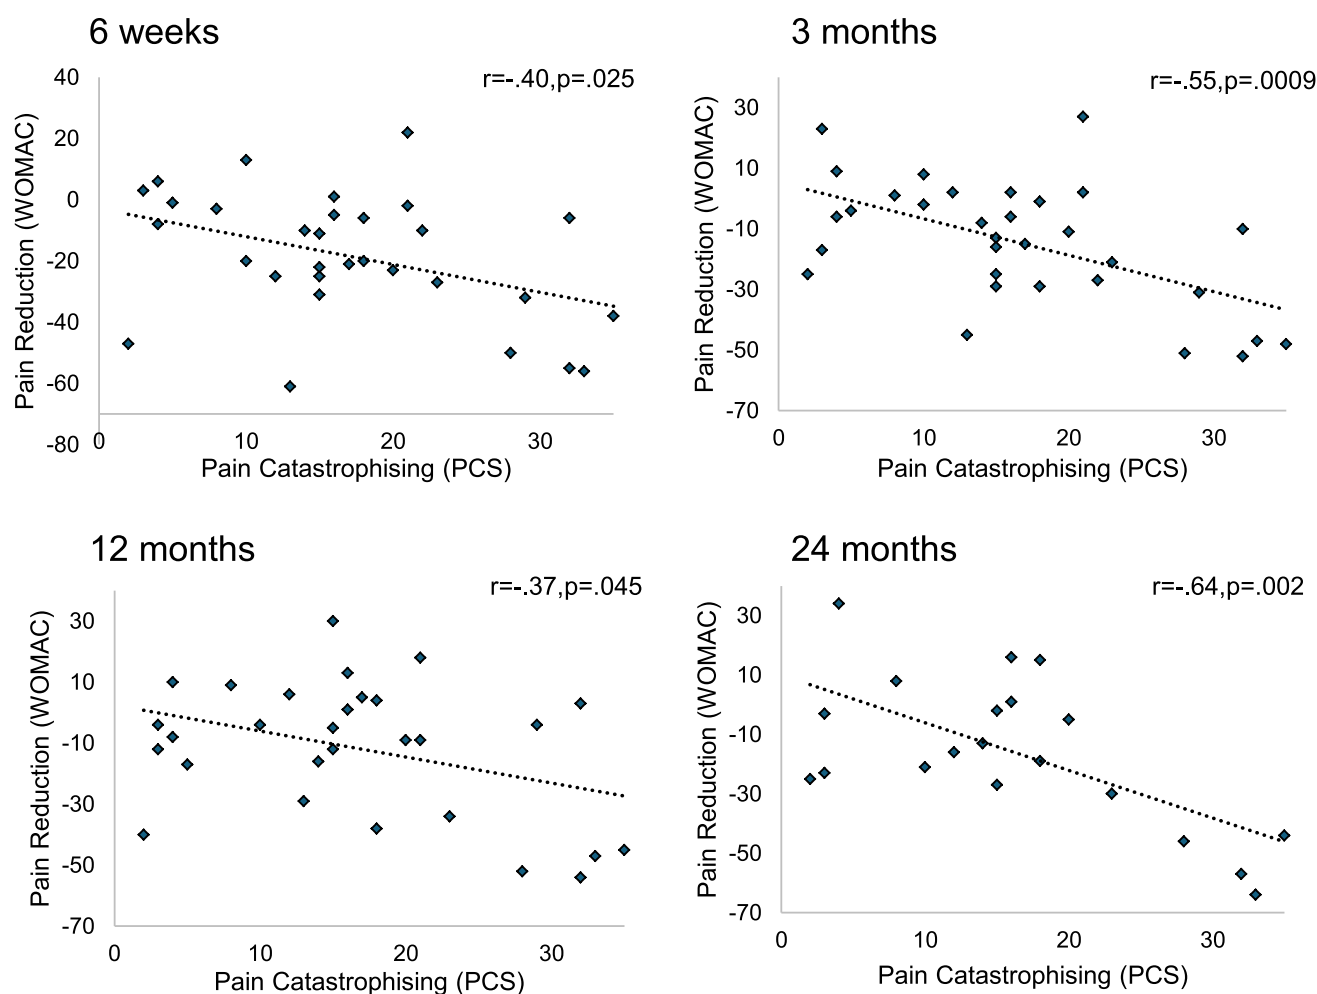 6 weeks
r=-.40,p=.025
Pain Reduction (WOMAC)
40
20
0
-20
-40
-60
-80
0 10 20 30
Pain Catastrophising (PCS)
3 months
r=-.55,p=.0009
Pain Reduction (WOMAC)
30
10
-10
-30
-50
-70
0 10 20 30
Pain Catastrophising (PCS)
12 months
r=-.37,p=.045
Pain Reduction (WOMAC)
30
10
-10
-30
-50
-70
0 10 20 30
Pain Catastrophising (PCS)
24 months
r=-.64,p=.002
Pain Reduction (WOMAC)
30
10
-10
-30
-50
-70
0 10 20 30
Pain Catastrophising (PCS)